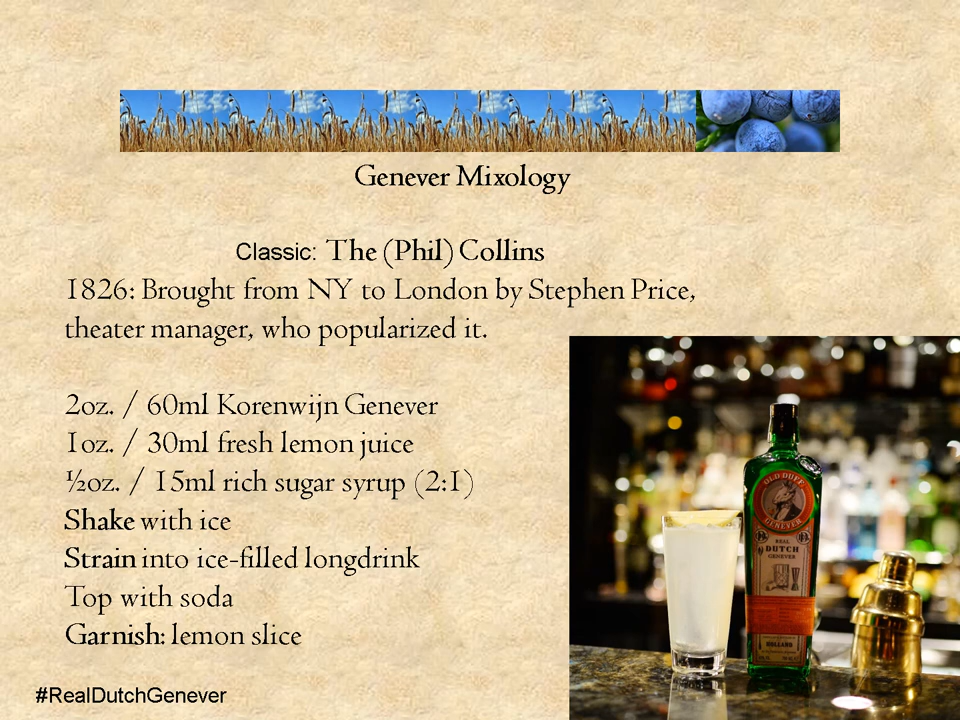 Genever Mixology
Classic: The (Phil) Collins
1826: Brought from NY to London by Stephen Price,
theater manager, who popularized it.
2oz. / 60ml Korenwijn Genever
1oz. / 30ml fresh lemon juice
½oz. / 15ml rich sugar syrup (2:1)
Shake with ice
Strain into ice-filled longdrink
Top with soda
Garnish: lemon slice
OLD DUFF
GENEVER
REAL
DUTCH
GENEVER
HOLLAND
#RealDutchGenever